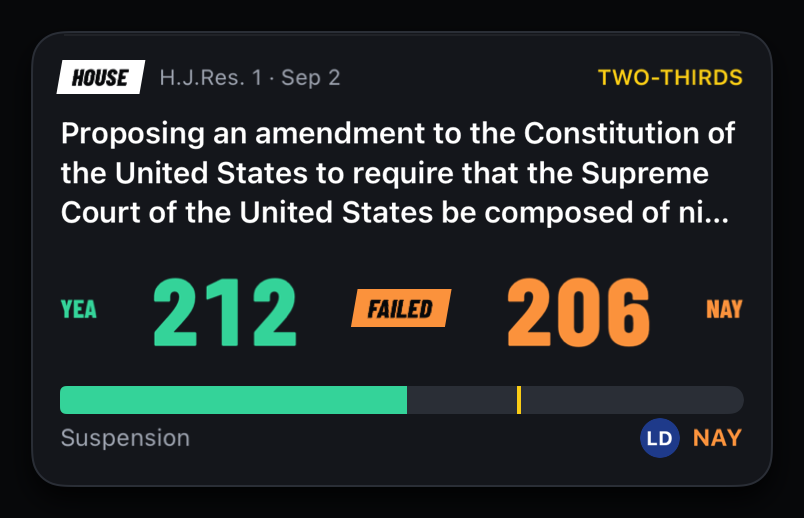 HOUSE H.J.Res. 1 · Sep 2 TWO-THIRDS
Proposing an amendment to the Constitution of
the United States to require that the Supreme
Court of the United States be composed of ni...
YEA 212 FAILED 206 NAY
Suspension LD NAY